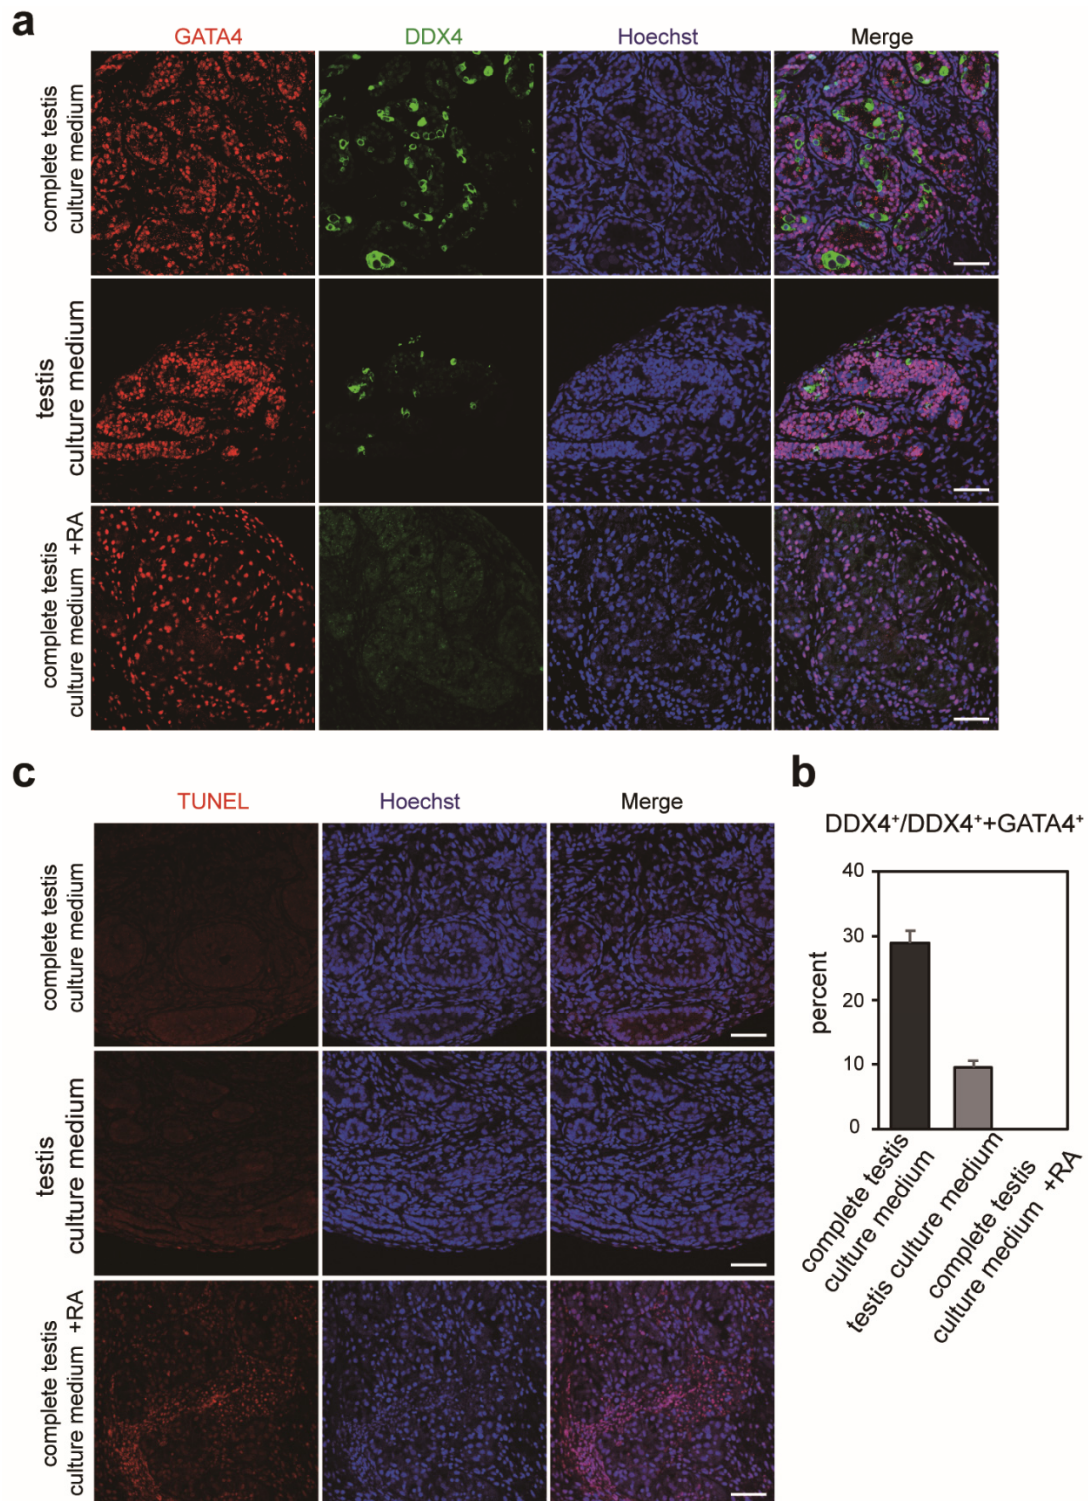 a
GATA4 DDX4 Hoechst Merge
complete testis
culture medium
testis
culture medium
complete testis
culture medium +RA
c
TUNEL Hoechst Merge
complete testis
culture medium
testis
culture medium
complete testis
culture medium +RA
b
DDX4⁺/DDX4⁺+GATA4⁺
percent
40
30
20
10
0
complete testis
culture medium
testis culture medium
complete testis
culture medium +RA